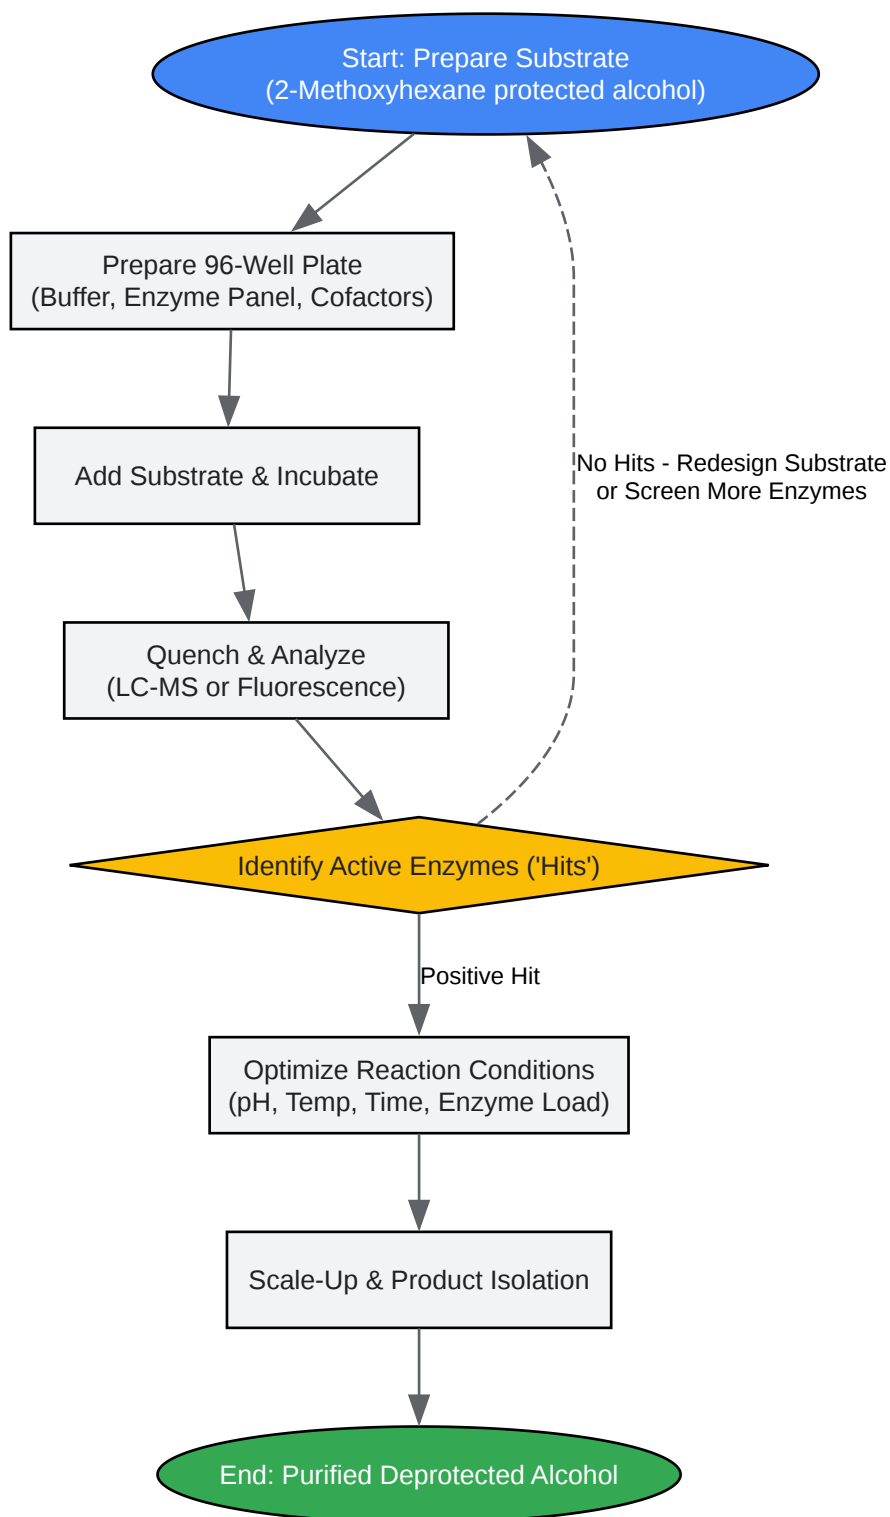 Start: Prepare Substrate
(2-Methoxyhexane protected alcohol)
Prepare 96-Well Plate
(Buffer, Enzyme Panel, Cofactors)
Add Substrate & Incubate
No Hits - Redesign Substrate
or Screen More Enzymes
Quench & Analyze
(LC-MS or Fluorescence)
Identify Active Enzymes ('Hits')
Positive Hit
Optimize Reaction Conditions
(pH, Temp, Time, Enzyme Load)
Scale-Up & Product Isolation
End: Purified Deprotected Alcohol